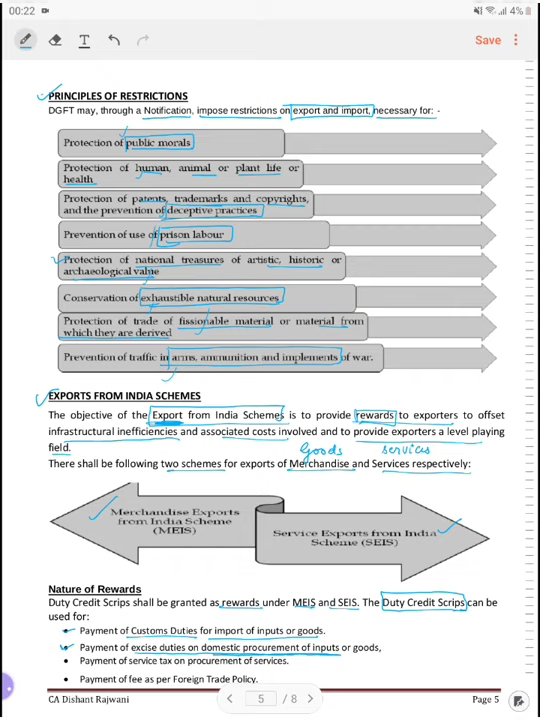 00:22
4%
T
Save
PRINCIPLES OF RESTRICTIONS
DGFT may, through a Notification, impose restrictions on export and import, necessary for: -
Protection of public morals
Protection of human, animal or plant life or
health
Protection of patents, trademarks and copyrights,
and the prevention of deceptive practices
Prevention of use of prison labour
Protection of national treasures of artistic, historic or
archaeological value
Conservation of exhaustible natural resources
Protection of trade of fissionable material or material from
which they are derived
Prevention of traffic in arms, ammunition and implements of war.
EXPORTS FROM INDIA SCHEMES
The objective of the Export from India Schemes is to provide rewards to exporters to offset
infrastructural inefficiencies and associated costs involved and to provide exporters a level playing
field.
goods services
There shall be following two schemes for exports of Merchandise and Services respectively:
Merchandise Exports
from India Scheme
(MEIS)
Service Exports from India
Scheme (SEIS)
Nature of Rewards
Duty Credit Scrips shall be granted as rewards under MEIS and SEIS. The Duty Credit Scrips can be
used for:
Payment of Customs Duties for import of inputs or goods.
Payment of excise duties on domestic procurement of inputs or goods,
Payment of service tax on procurement of services.
Payment of fee as per Foreign Trade Policy.
CA Dishant Rajwani
5 / 8
Page 5